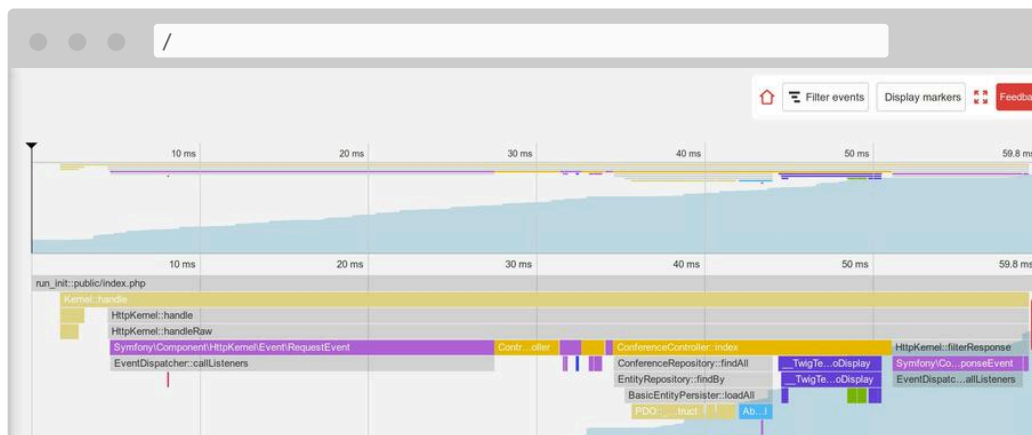 /
Filter events Display markers Feedba
10 ms 20 ms 30 ms 40 ms 50 ms 59.8 ms
10 ms 20 ms 30 ms 40 ms 50 ms 59.8 ms
run_init::public/index.php
Kernel::handle
HttpKernel::handle
HttpKernel::handleRaw
Symfony\Component\HttpKernel\Event\RequestEvent Contr…oller ConferenceController::index HttpKernel::filterResponse
EventDispatcher::callListeners ConferenceRepository::findAll __TwigTe…oDisplay Symfony\Co…ponseEvent
EntityRepository::findBy __TwigTe…oDisplay EventDispatc…allListeners
BasicEntityPersister::loadAll
PDO::_…truct Ab…l